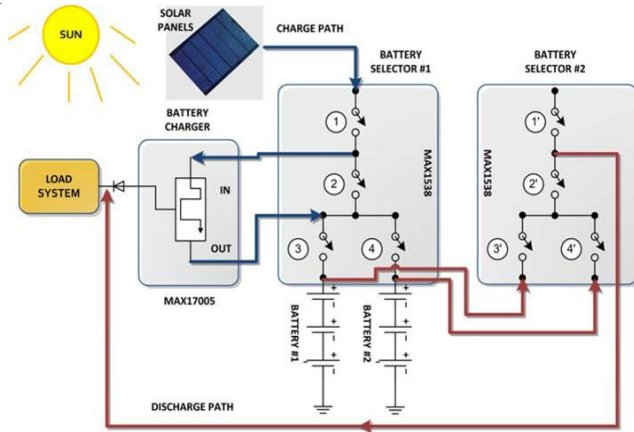 SOLAR
PANELS
CHARGE PATH
SUN
BATTERY
SELECTOR #1
BATTERY
SELECTOR #2
BATTERY
CHARGER
1
1'
MAX1538
MAX1538
LOAD
SYSTEM
IN
2
2'
OUT
3
4
3'
4'
MAX17005
+
-
+
-
+
-
+
-
+
-
+
-
BATTERY #1
BATTERY #2
DISCHARGE PATH